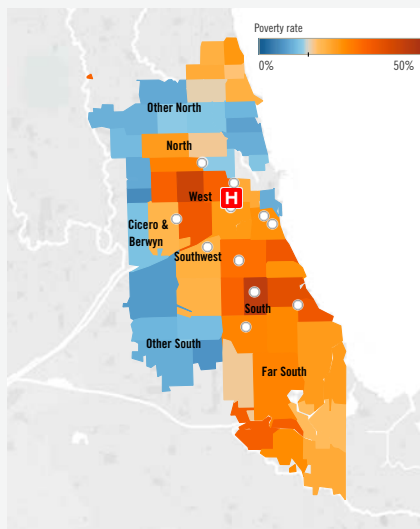 Poverty rate
0% 50%
Other North
North
West
H
Cicero &
Berwyn
Southwest
South
Other South
Far South